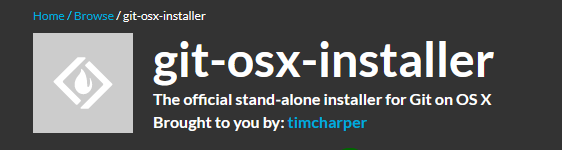 Home / Browse / git-osx-installer
git-osx-installer
The official stand-alone installer for Git on OS X
Brought to you by: timcharper